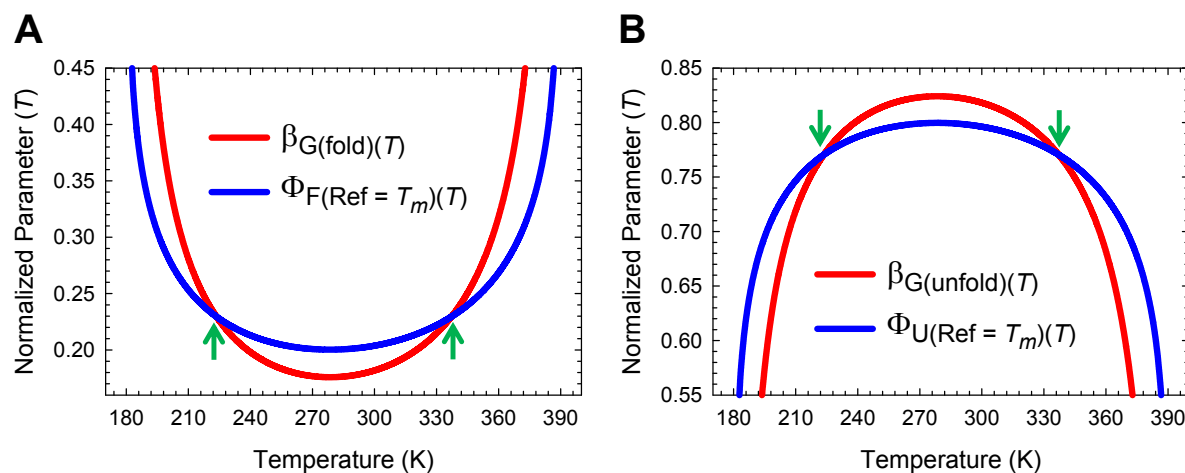 A
Normalized Parameter (T)
0.45
0.40
0.35
0.30
0.25
0.20
βG(fold)(T)
ΦF(Ref = Tm)(T)
180 210 240 270 300 330 360 390
Temperature (K)
B
Normalized Parameter (T)
0.85
0.80
0.75
0.70
0.65
0.60
0.55
βG(unfold)(T)
ΦU(Ref = Tm)(T)
180 210 240 270 300 330 360 390
Temperature (K)